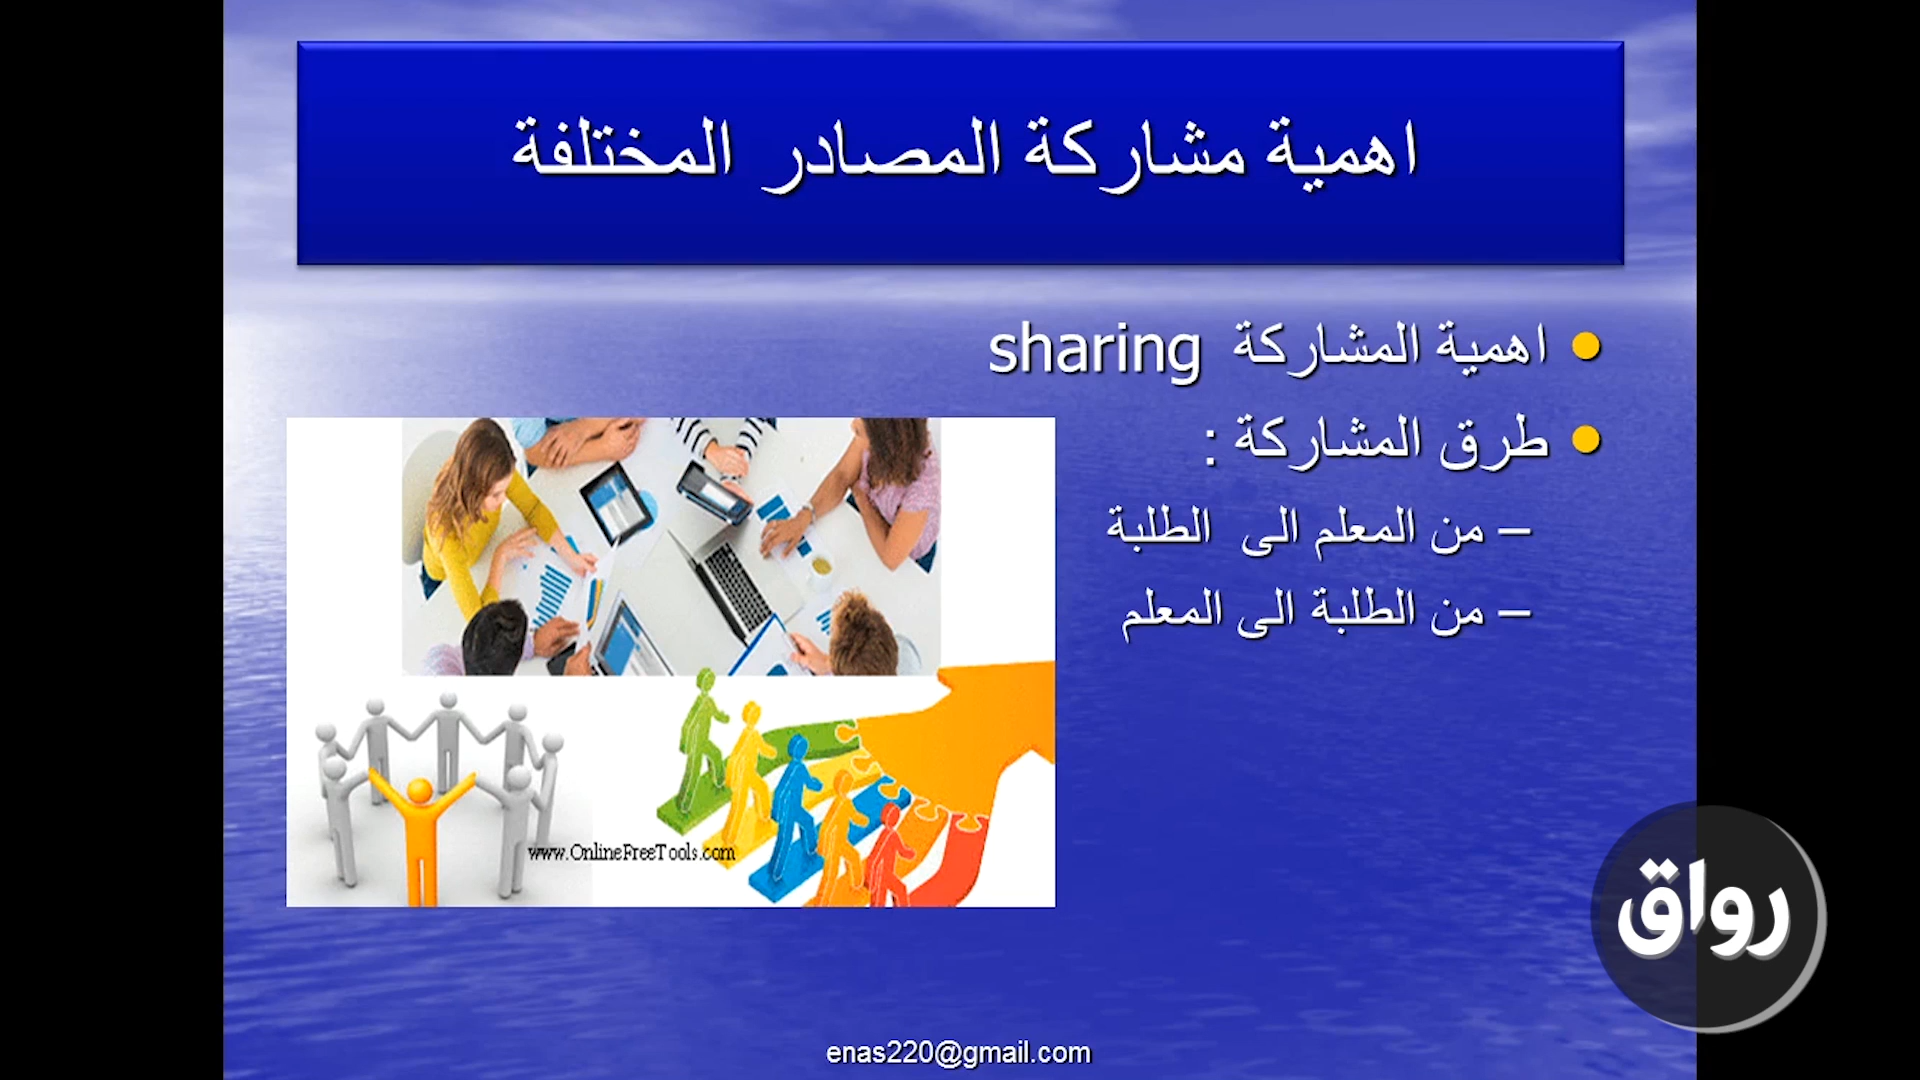 اهمية مشاركة المصادر المختلفة
اهمية المشاركة sharing
طرق المشاركة :
– من المعلم الى الطلبة
– من الطلبة الى المعلم
www.OnlineFreeTools.com
رواق
enas220@gmail.com